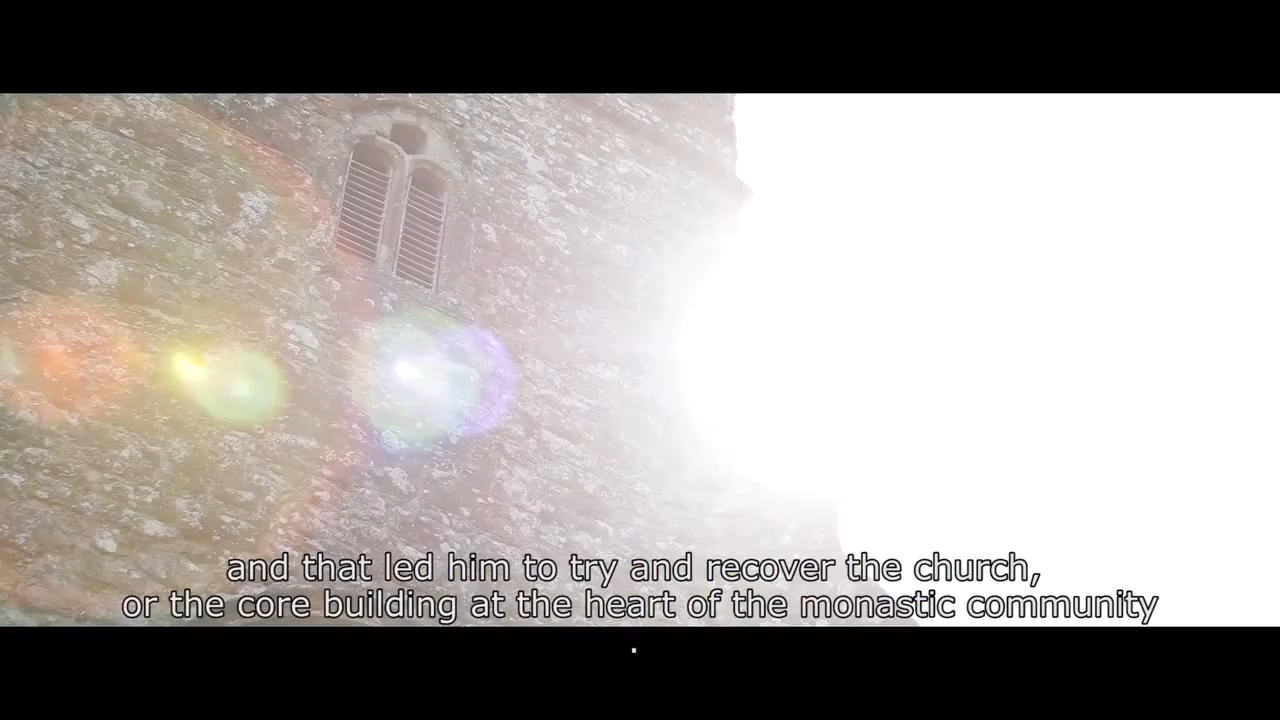 and that led him to try and recover the church,
or the core building at the heart of the monastic community
.